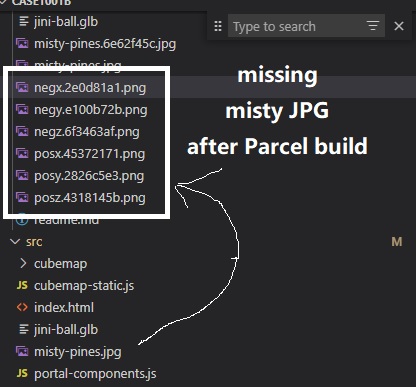 CASE1001B
jini-ball.glb
misty-pines.6e62f45c.jpg
misty-pines.jpg
negx.2e0d81a1.png
negy.e100b72b.png
negz.6f3463af.png
posx.45372171.png
posy.2826c5e3.png
posz.4318145b.png
readme.md
src M
cubemap
JS cubemap-static.js
<> index.html
jini-ball.glb
misty-pines.jpg
JS portal-components.js
Type to search
missing
misty JPG
after Parcel build